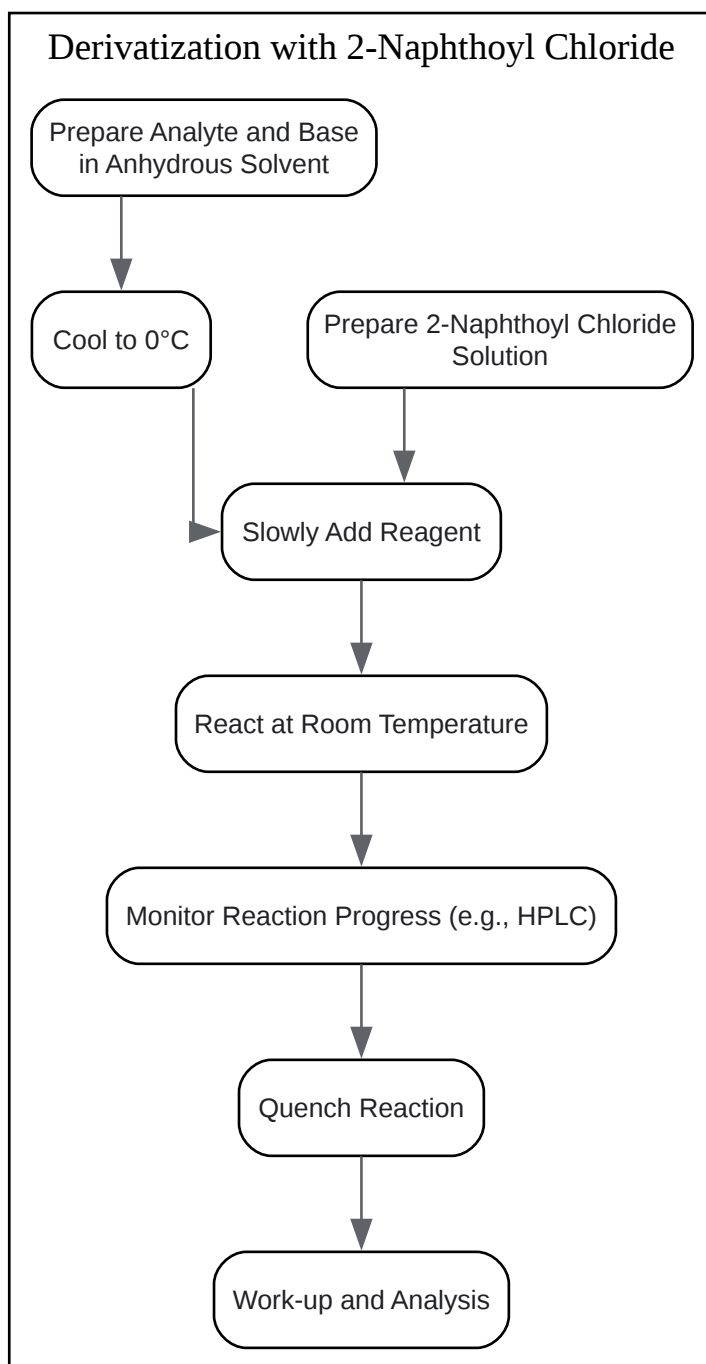 Derivatization with 2-Naphthoyl Chloride
Prepare Analyte and Base
in Anhydrous Solvent
Cool to 0°C
Prepare 2-Naphthoyl Chloride
Solution
Slowly Add Reagent
React at Room Temperature
Monitor Reaction Progress (e.g., HPLC)
Quench Reaction
Work-up and Analysis